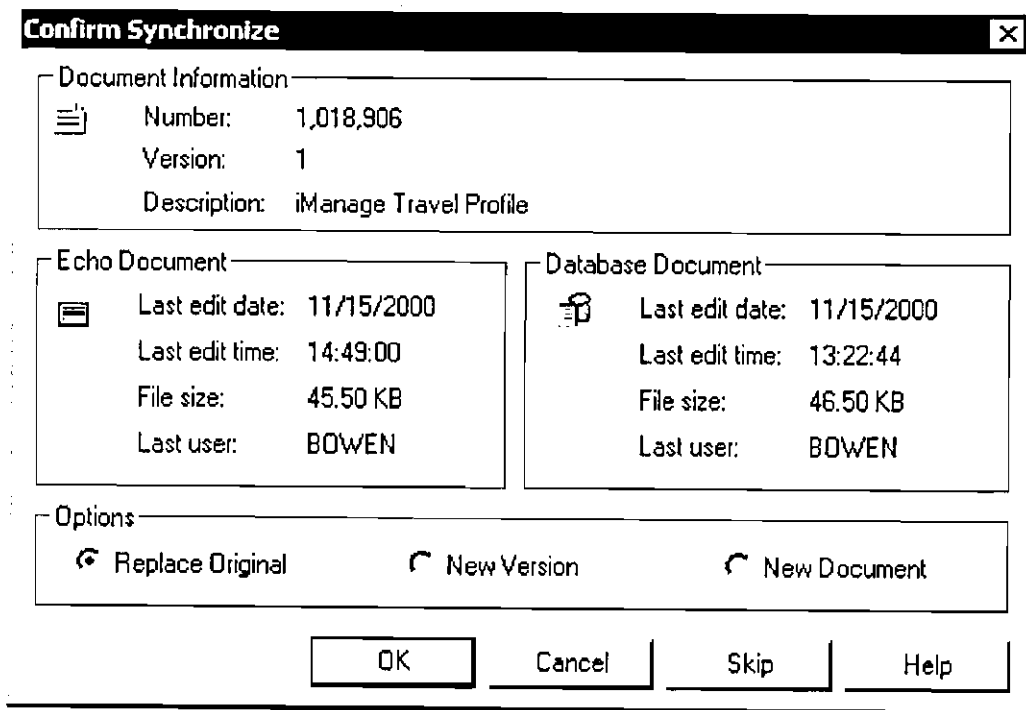 Confirm Synchronize
Document Information
Number: 1,018,906
Version: 1
Description: iManage Travel Profile
Echo Document
Last edit date: 11/15/2000
Last edit time: 14:49:00
File size: 45.50 KB
Last user: BOWEN
Database Document
Last edit date: 11/15/2000
Last edit time: 13:22:44
File size: 46.50 KB
Last user: BOWEN
Options
Replace Original New Version New Document
OK Cancel Skip Help